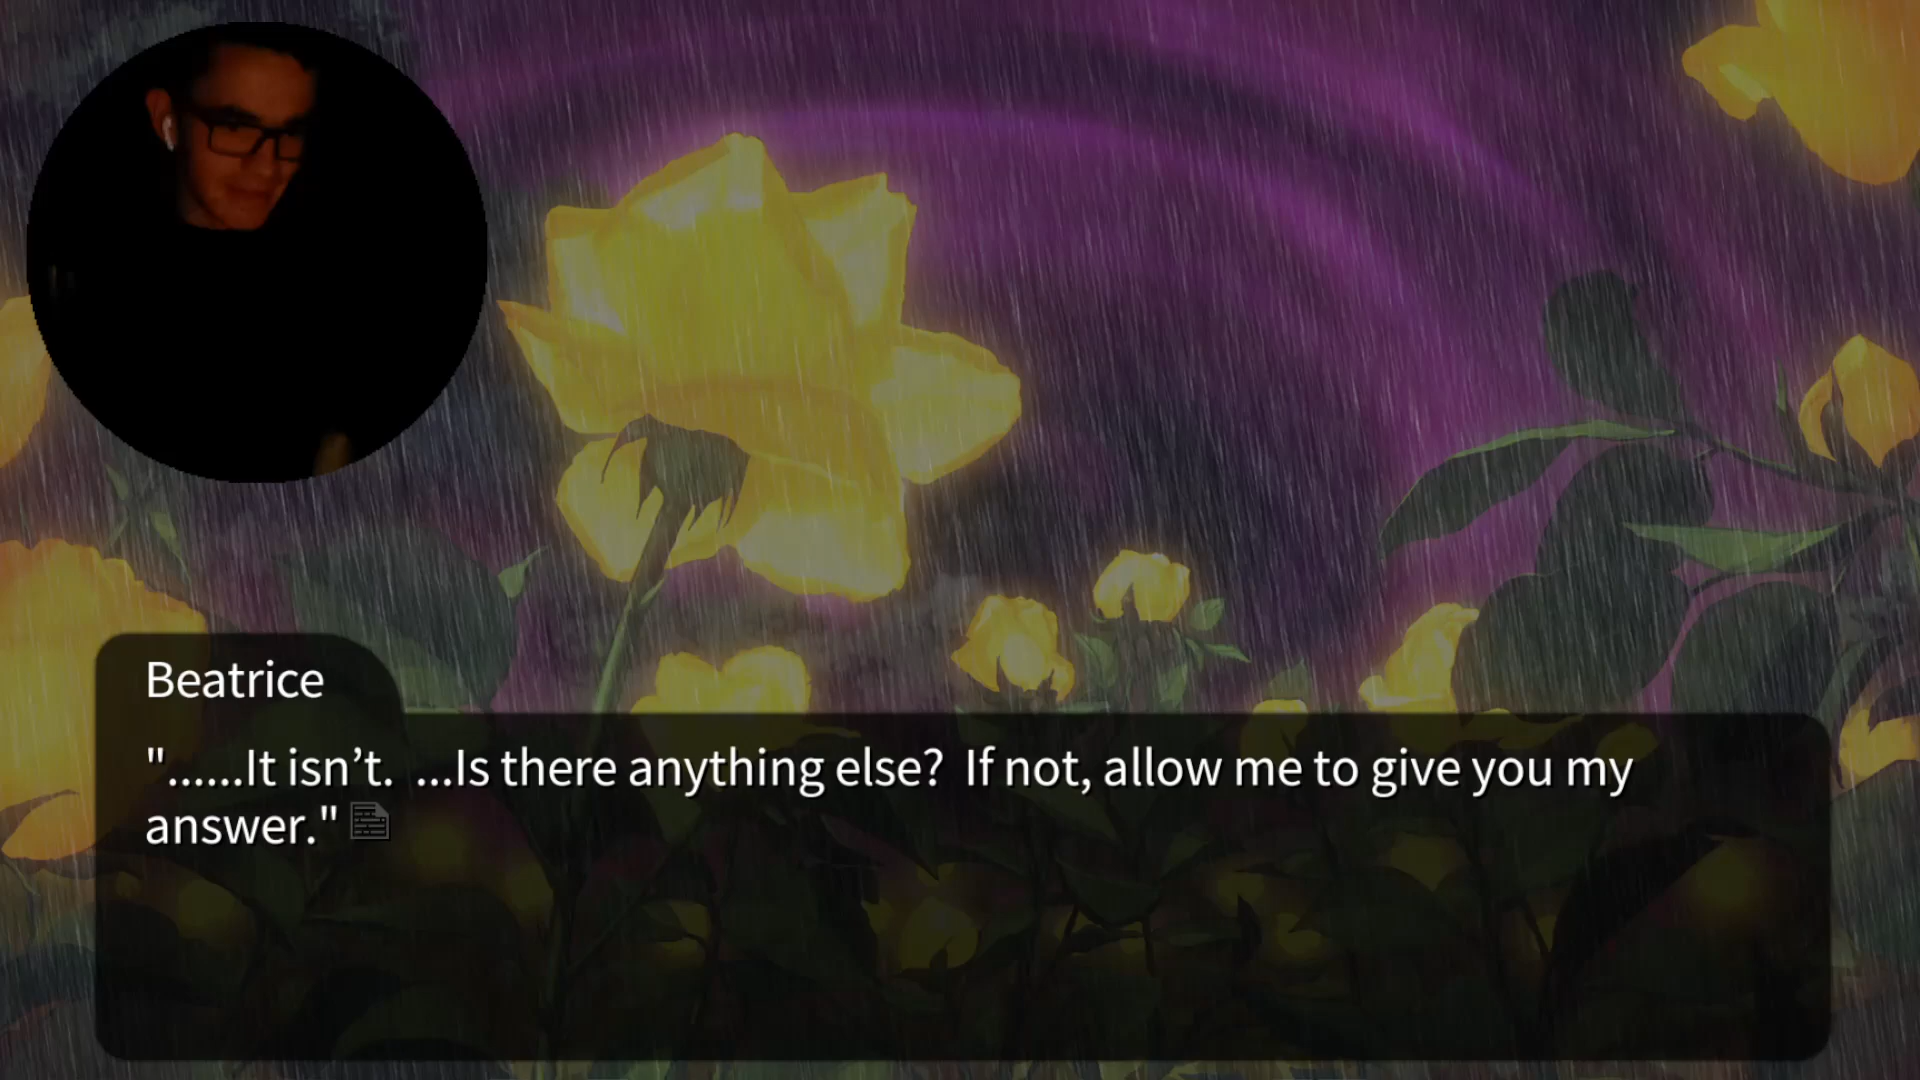 Beatrice
"......It isn’t.  ...Is there anything else?  If not, allow me to give you my
answer."